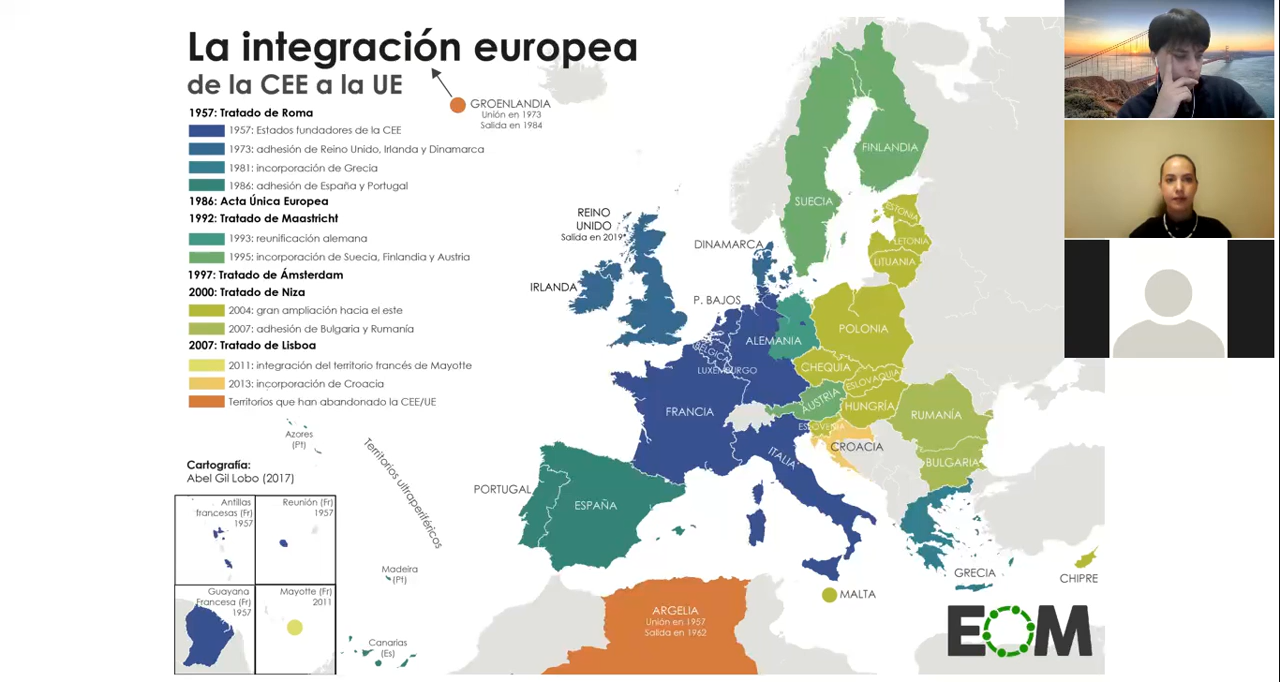 La integración europea
de la CEE a la UE
GROENLANDIA
Unión en 1973
Salida en 1984
1957: Tratado de Roma
1957: Estados fundadores de la CEE
1973: adhesión de Reino Unido, Irlanda y Dinamarca
1981: incorporación de Grecia
1986: adhesión de España y Portugal
1986: Acta Única Europea
1992: Tratado de Maastricht
1993: reunificación alemana
1995: incorporación de Suecia, Finlandia y Austria
1997: Tratado de Ámsterdam
2000: Tratado de Niza
2004: gran ampliación hacia el este
2007: adhesión de Bulgaria y Rumanía
2007: Tratado de Lisboa
2011: integración del territorio francés de Mayotte
2013: incorporación de Croacia
Territorios que han abandonado la CEE/UE
Azores
(Pt)
Territorios ultraperiféricos
Cartografía:
Abel Gil Lobo (2017)
Antillas
francesas (Fr)
1957
Reunión (Fr)
1957
Guayana
Francesa (Fr)
1957
Mayotte (Fr)
2011
Madeira
(Pt)
Canarias
(Es)
FINLANDIA
SUECIA
ESTONIA
LETONIA
LITUANIA
REINO
UNIDO
Salida en 2019*
DINAMARCA
IRLANDA
P. BAJOS
POLONIA
ALEMANIA
BÉLGICA
LUXEMBURGO
CHEQUIA
ESLOVAQUIA
AUSTRIA
HUNGRÍA
RUMANÍA
FRANCIA
ESLOVENIA
CROACIA
ITALIA
BULGARIA
PORTUGAL
ESPAÑA
GRECIA
CHIPRE
MALTA
ARGELIA
Unión en 1957
Salida en 1962
EOM